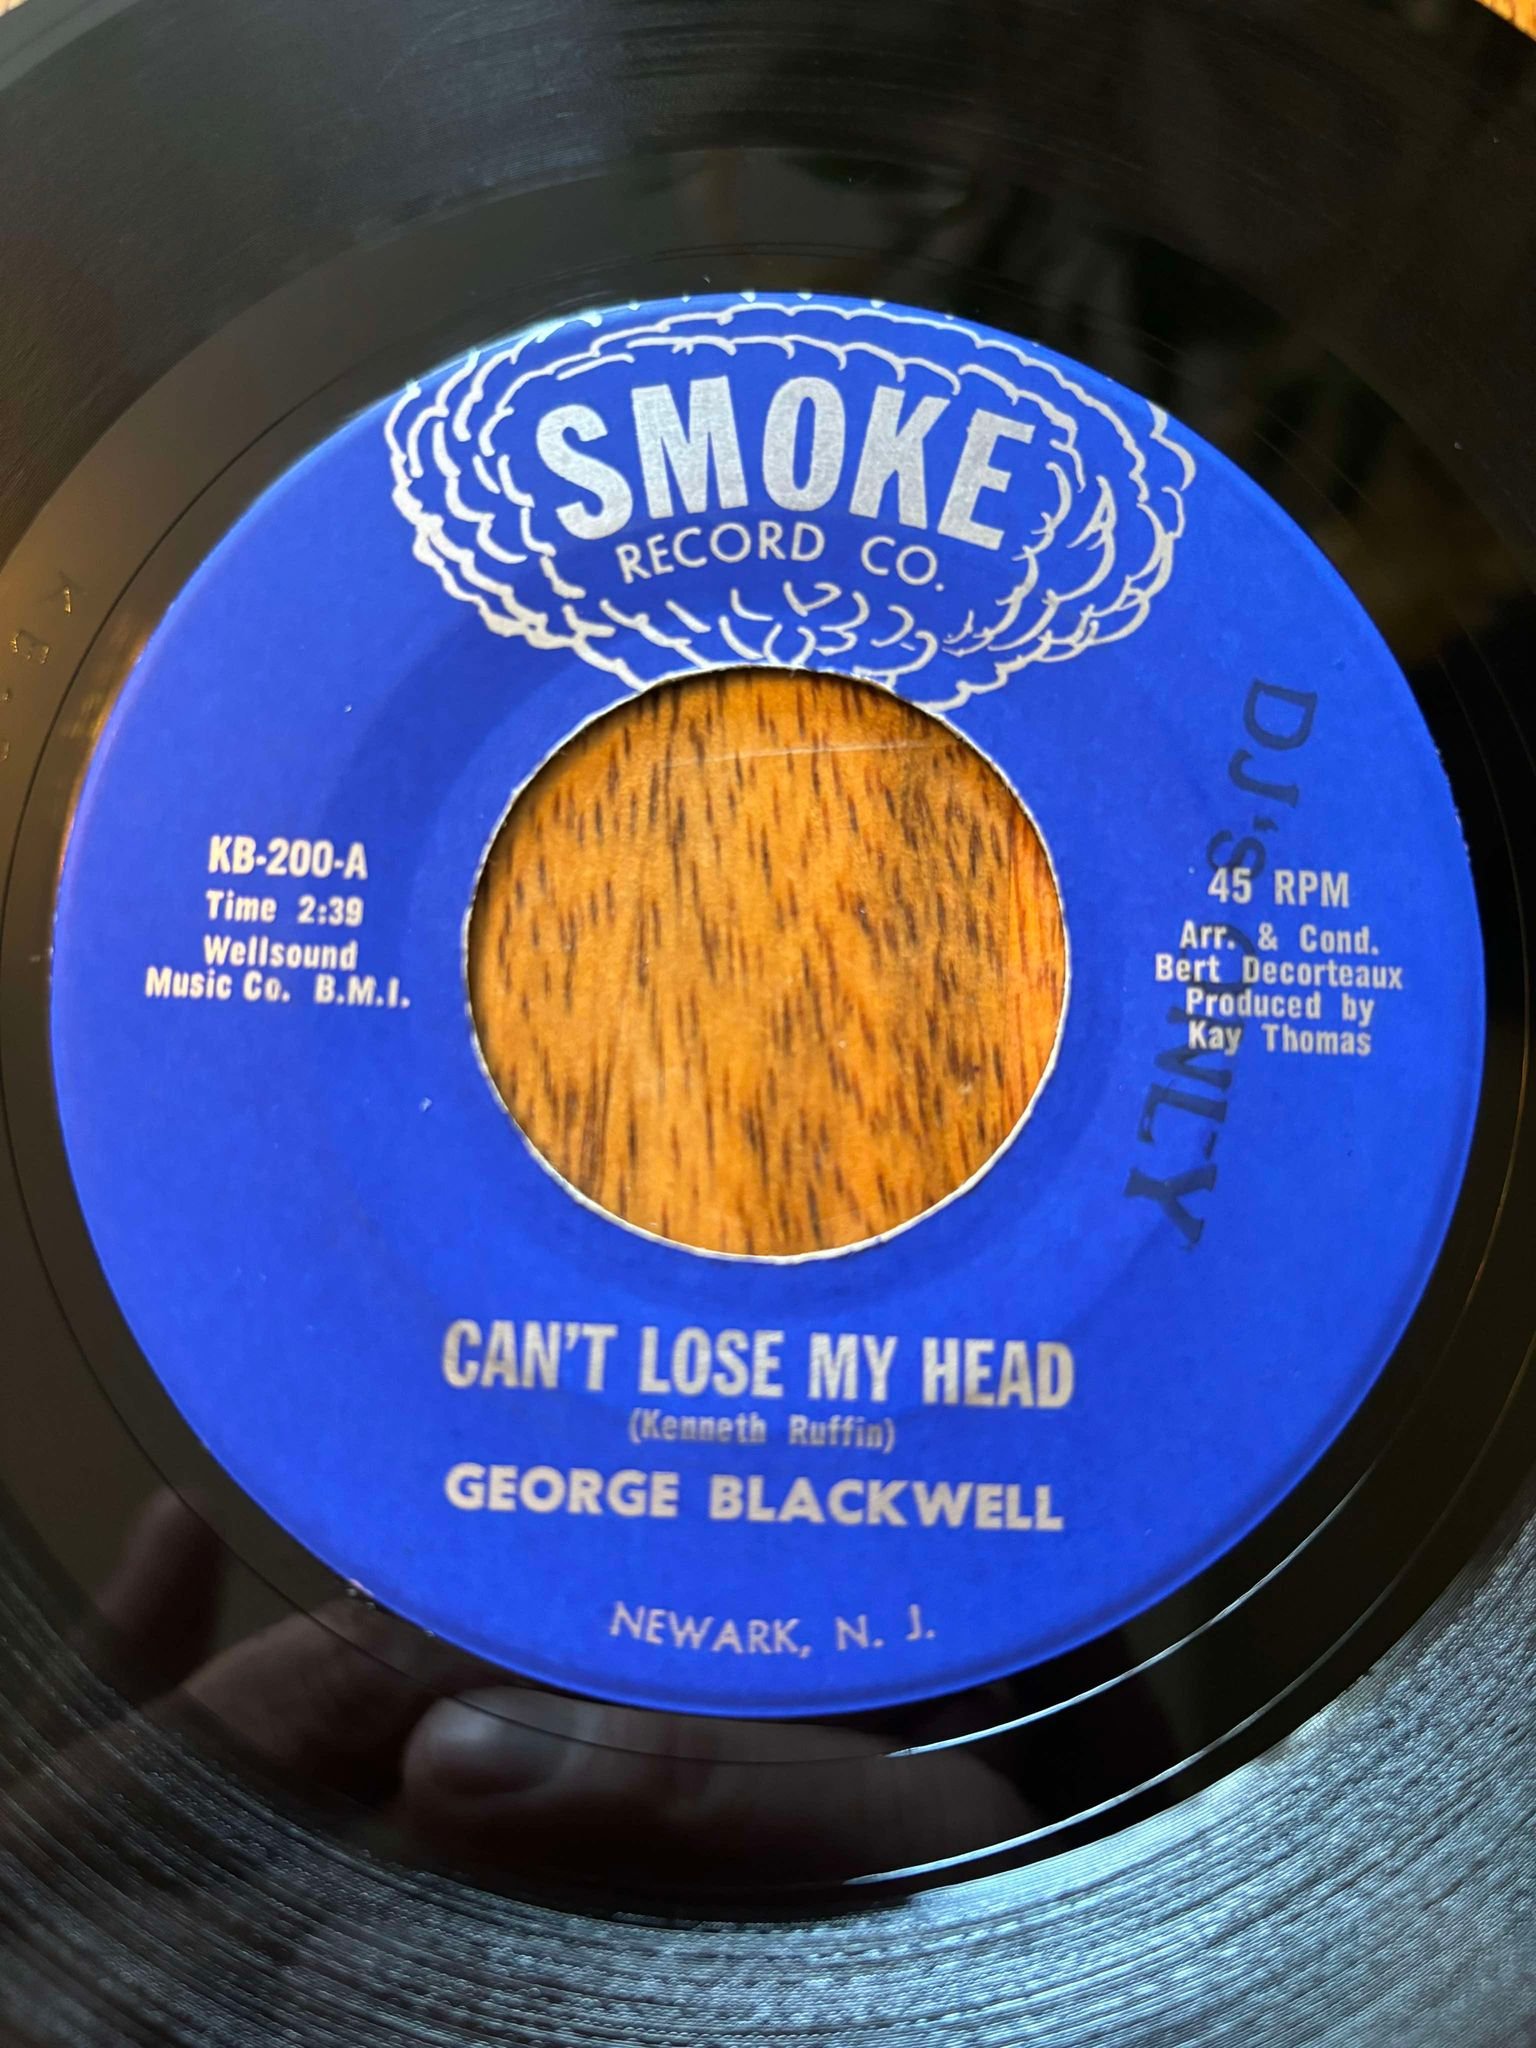 SMOKE
RECORD CO.
KB-200-A
Time 2:39
Wellsound
Music Co. B.M.I.
DJ'S ONLY
45 RPM
Arr. & Cond.
Bert Decorteaux
Produced by
Kay Thomas
CAN'T LOSE MY HEAD
(Kenneth Ruffin)
GEORGE BLACKWELL
NEWARK, N. J.